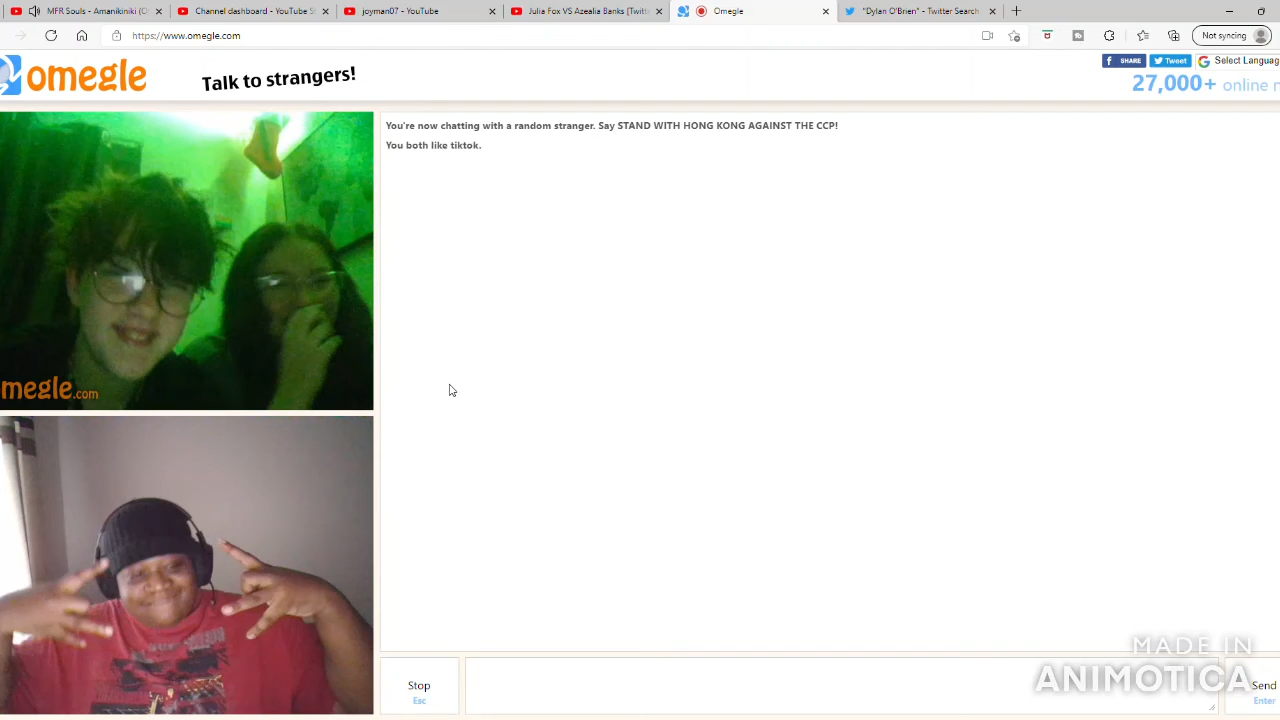 MR Souls - Amanikiniki (O
Channel dashboard - YouTube St
joyman07 - YouTube
Julia Fox VS Azealia Banks [Twitte
Omegle
"Dylan O'Brien" - Twitter Search
https://www.omegle.com
Not syncing
omegle
Talk to strangers!
SHARE
Tweet
Select Languag
27,000+ online n
You're now chatting with a random stranger. Say STAND WITH HONG KONG AGAINST THE CCP!
You both like tiktok.
megle.com
MADE IN
ANIMOTICA
Stop
Esc
Send
Enter